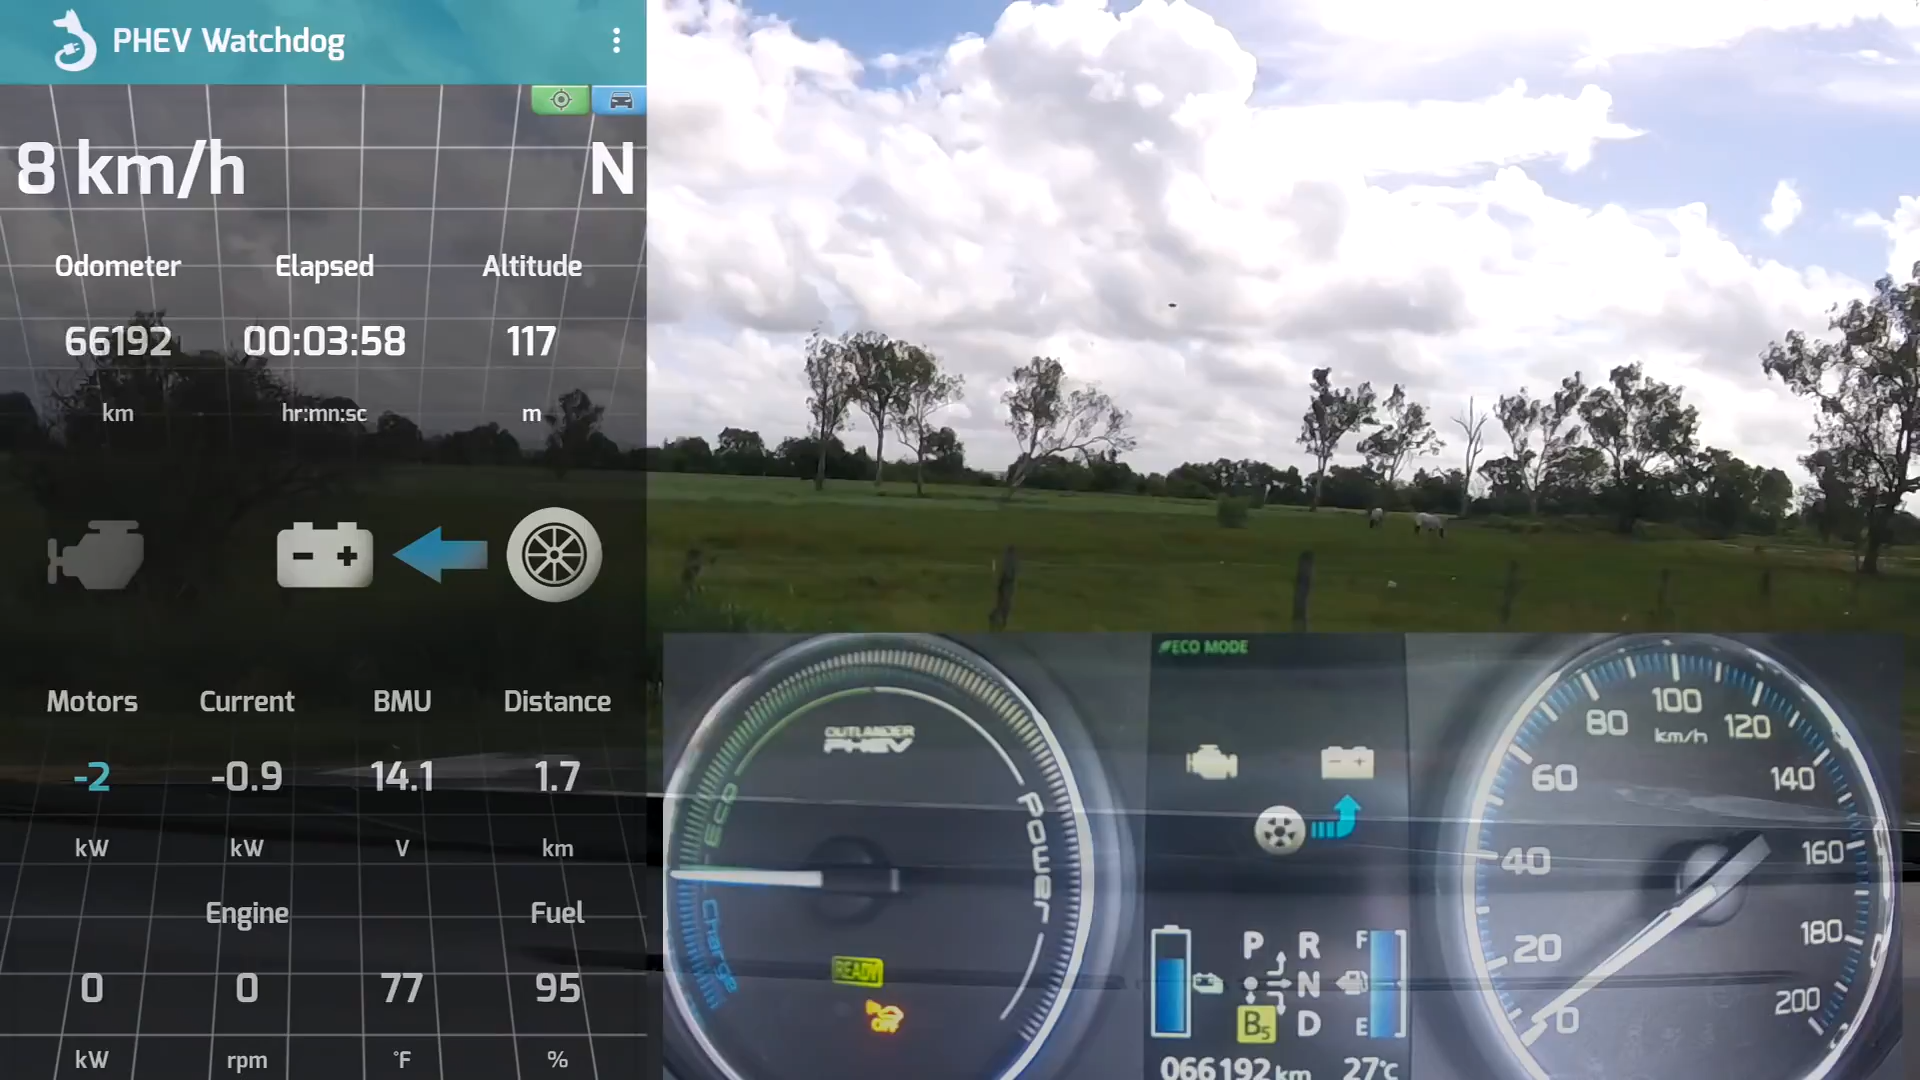 PHEV Watchdog
8 km/h N
Odometer Elapsed Altitude
66192 00:03:58 117
km hr:mn:sc m
Motors Current BMU Distance
-2 -0.9 14.1 1.7
kW kW V km
Engine Fuel
0 0 77 95
kW rpm °F %
OUTLANDER
PHEV
ECO
Power
Charge
READY
OFF
ECO MODE
P R
N
B5 D
F
E
066192 km 27°C
0
20
40
60
80
100
120
140
160
180
200
km/h